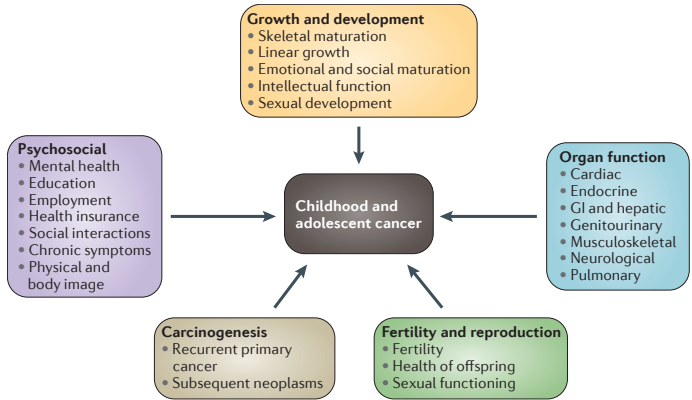 Growth and development
• Skeletal maturation
• Linear growth
• Emotional and social maturation
• Intellectual function
• Sexual development
Psychosocial
• Mental health
• Education
• Employment
• Health insurance
• Social interactions
• Chronic symptoms
• Physical and
body image
Childhood and
adolescent cancer
Organ function
• Cardiac
• Endocrine
• GI and hepatic
• Genitourinary
• Musculoskeletal
• Neurological
• Pulmonary
Carcinogenesis
• Recurrent primary
cancer
• Subsequent neoplasms
Fertility and reproduction
• Fertility
• Health of offspring
• Sexual functioning